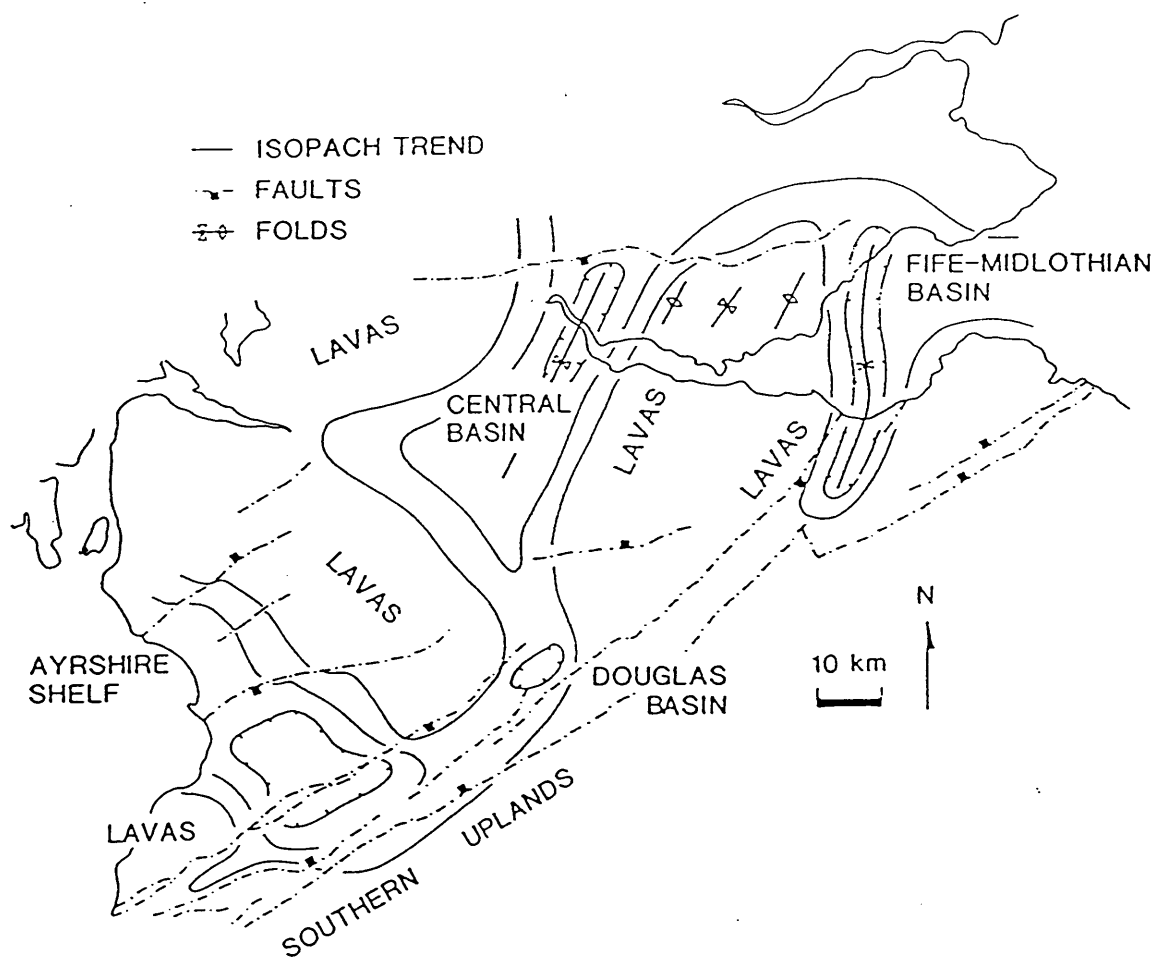 ISOPACH TREND
FAULTS
FOLDS
FIFE-MIDLOTHIAN
BASIN
LAVAS
CENTRAL
BASIN
LAVAS
LAVAS
LAVAS
N
AYRSHIRE
SHELF
DOUGLAS
BASIN
10 km
LAVAS
UPLANDS
SOUTHERN